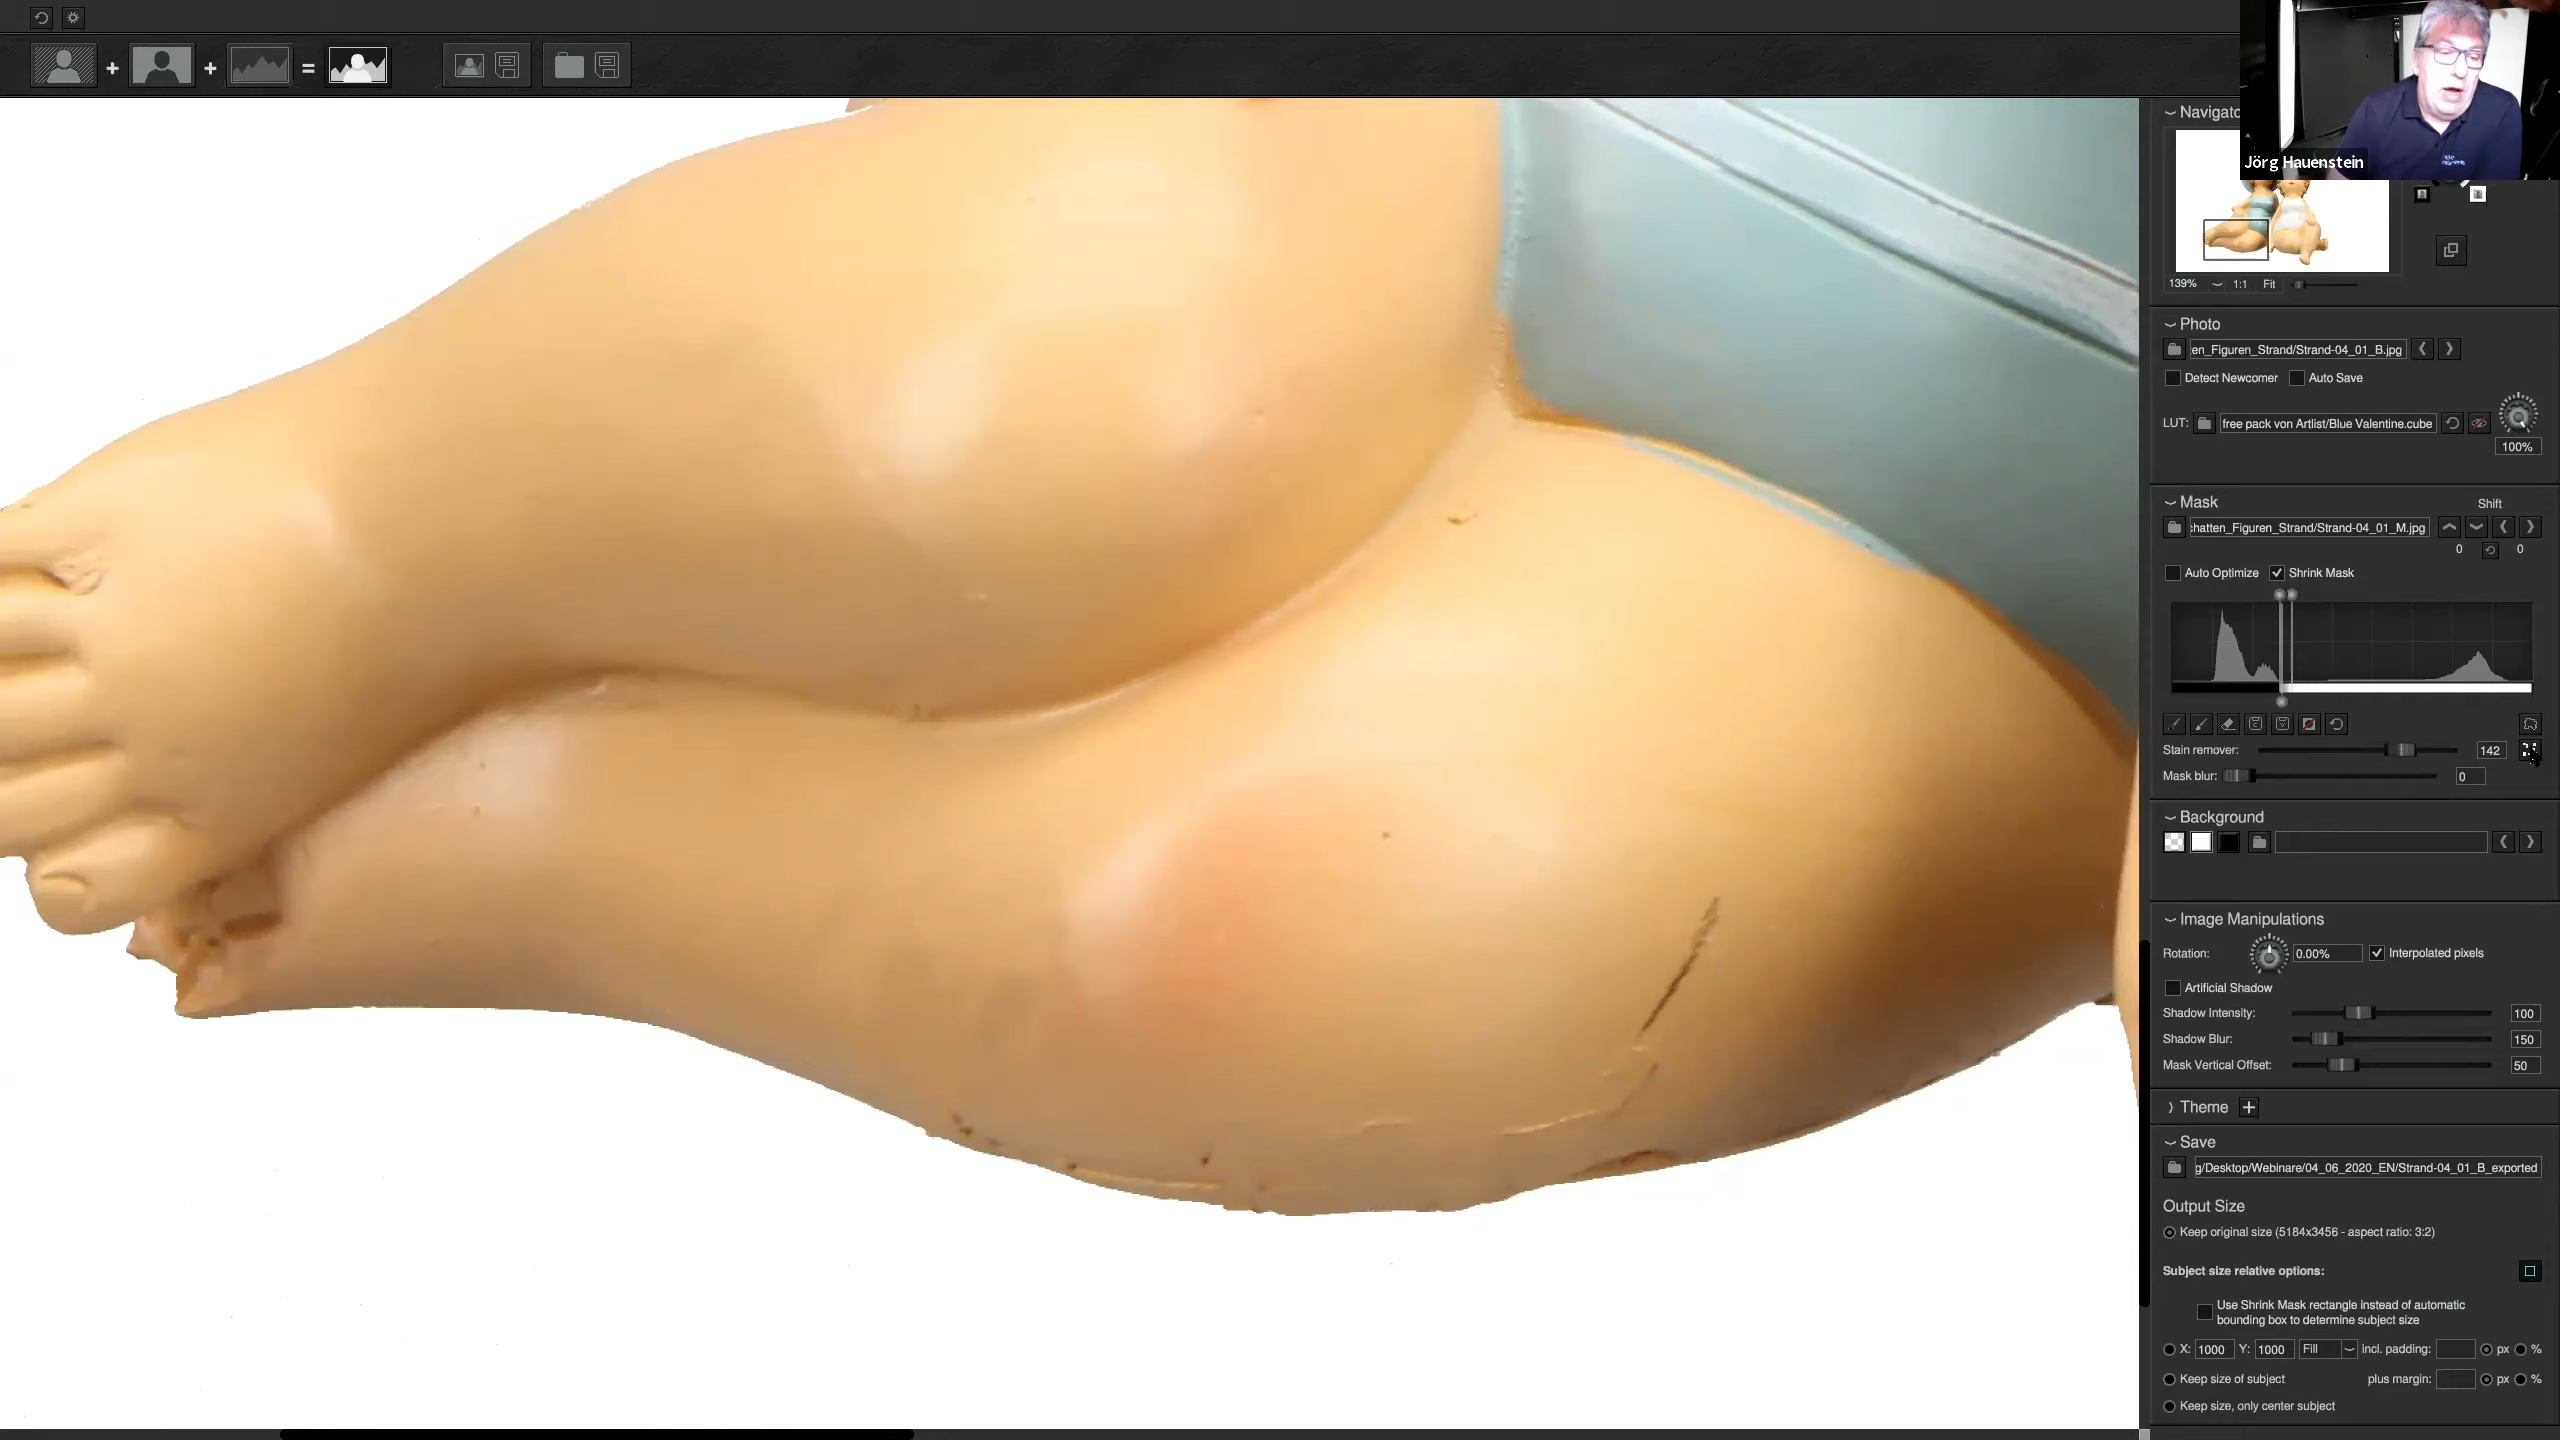 Jörg Hauenstein
139%
1:1
Fit
Photo
en_Figuren_Strand/Strand-04_01_B.jpg
Detect Newcomer
Auto Save
LUT:
free pack von Artlist/Blue Valentine.cube
100%
Mask
Shift
hatten_Figuren_Strand/Strand-04_01_M.jpg
0
0
Auto Optimize
Shrink Mask
Stain remover:
142
Mask blur:
0
Background
Image Manipulations
Rotation:
0.00%
Interpolated pixels
Artificial Shadow
Shadow Intensity:
100
Shadow Blur:
150
Mask Vertical Offset:
50
Theme
Save
g/Desktop/Webinare/04_06_2020_EN/Strand-04_01_B_exported
Output Size
Keep original size (5184x3456 - aspect ratio: 3:2)
Subject size relative options:
Use Shrink Mask rectangle instead of automatic
bounding box to determine subject size
X: 1000 Y: 1000 Fill incl. padding: px %
Keep size of subject plus margin: px %
Keep size, only center subject